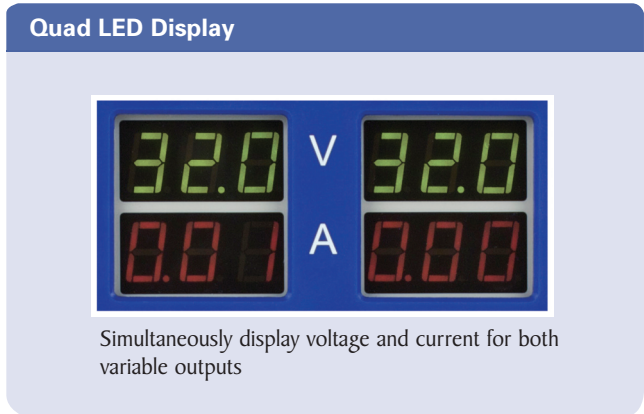 Quad LED Display
32.0 V 32.0
0.01 A 0.00
Simultaneously display voltage and current for both
variable outputs